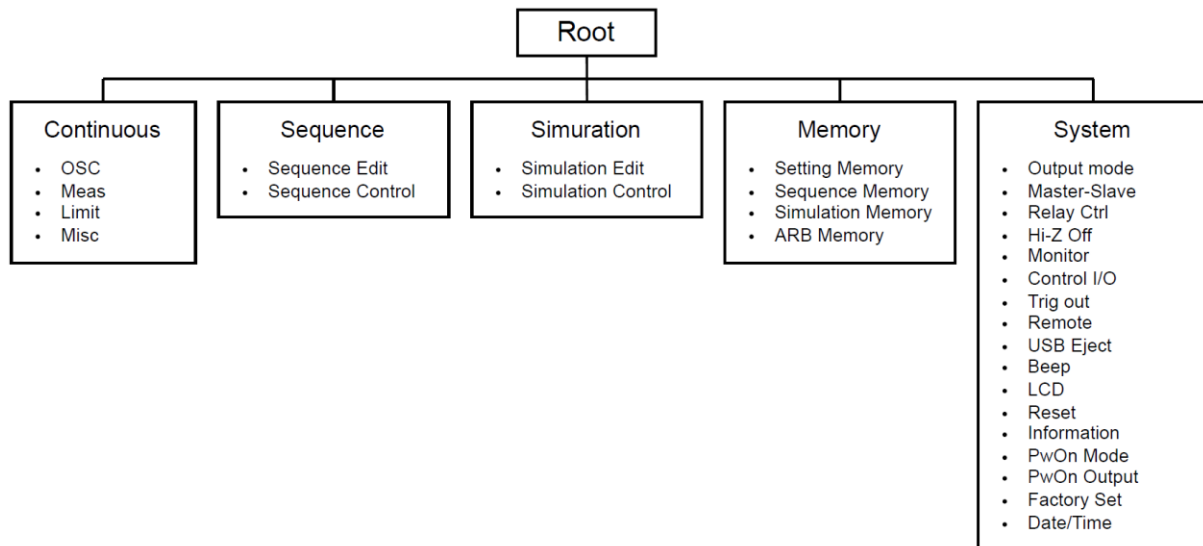 Root
Continuous
• OSC
• Meas
• Limit
• Misc
Sequence
• Sequence Edit
• Sequence Control
Simuration
• Simulation Edit
• Simulation Control
Memory
• Setting Memory
• Sequence Memory
• Simulation Memory
• ARB Memory
System
• Output mode
• Master-Slave
• Relay Ctrl
• Hi-Z Off
• Monitor
• Control I/O
• Trig out
• Remote
• USB Eject
• Beep
• LCD
• Reset
• Information
• PwOn Mode
• PwOn Output
• Factory Set
• Date/Time